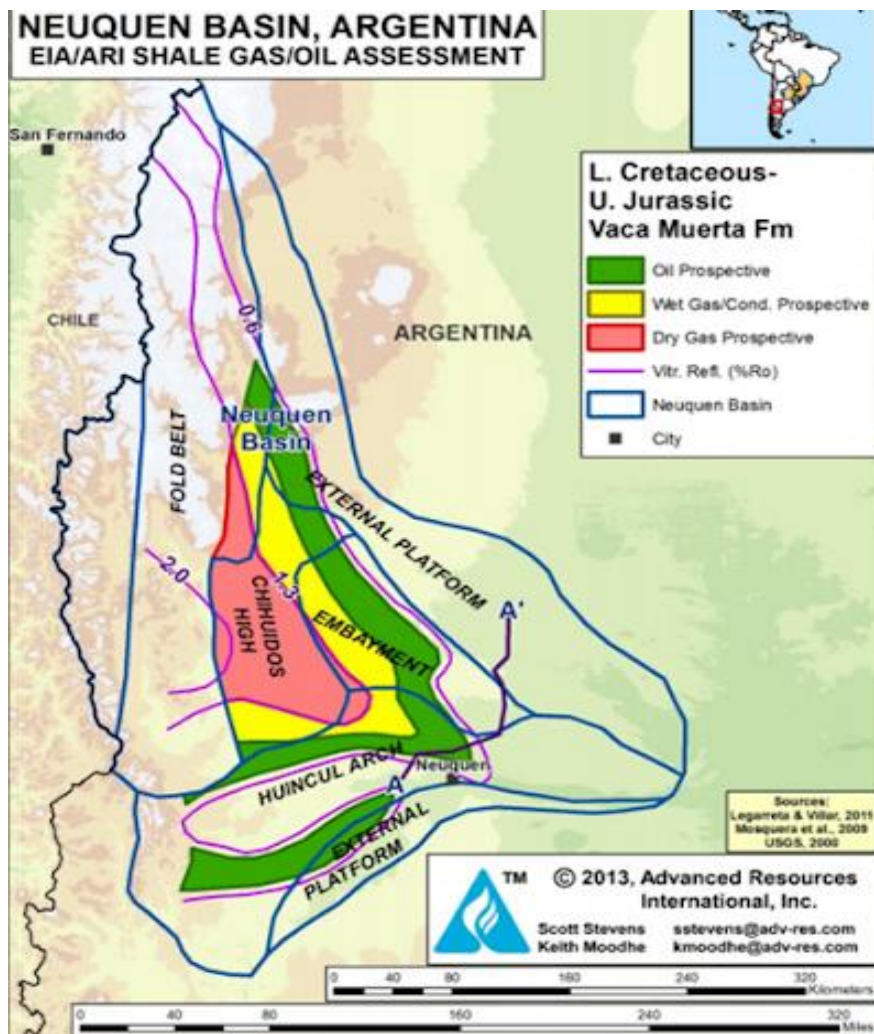 NEUQUEN BASIN, ARGENTINA
EIA/ARI SHALE GAS/OIL ASSESSMENT
San Fernando
CHILE
ARGENTINA
L. Cretaceous-
U. Jurassic
Vaca Muerta Fm
Oil Prospective
Wet Gas/Cond. Prospective
Dry Gas Prospective
Vitr. Refl. (%Ro)
Neuquen Basin
City
0.6
Neuquen
Basin
FOLD BELT
EXTERNAL PLATFORM
2.0
1.3
CHIHUIDOS
HIGH
EMBAYMENT
A'
HUINCUL ARCH
Neuquen
A
EXTERNAL
PLATFORM
Sources:
Legarreta & Villar, 2011
Mosquera et al., 2009
USGS, 2000
TM
© 2013, Advanced Resources
International, Inc.
Scott Stevens sstevens@adv-res.com
Keith Moodhe kmoodhe@adv-res.com
0 40 80 160 240 320
Kilometers
0 40 80 160 240 320
Miles